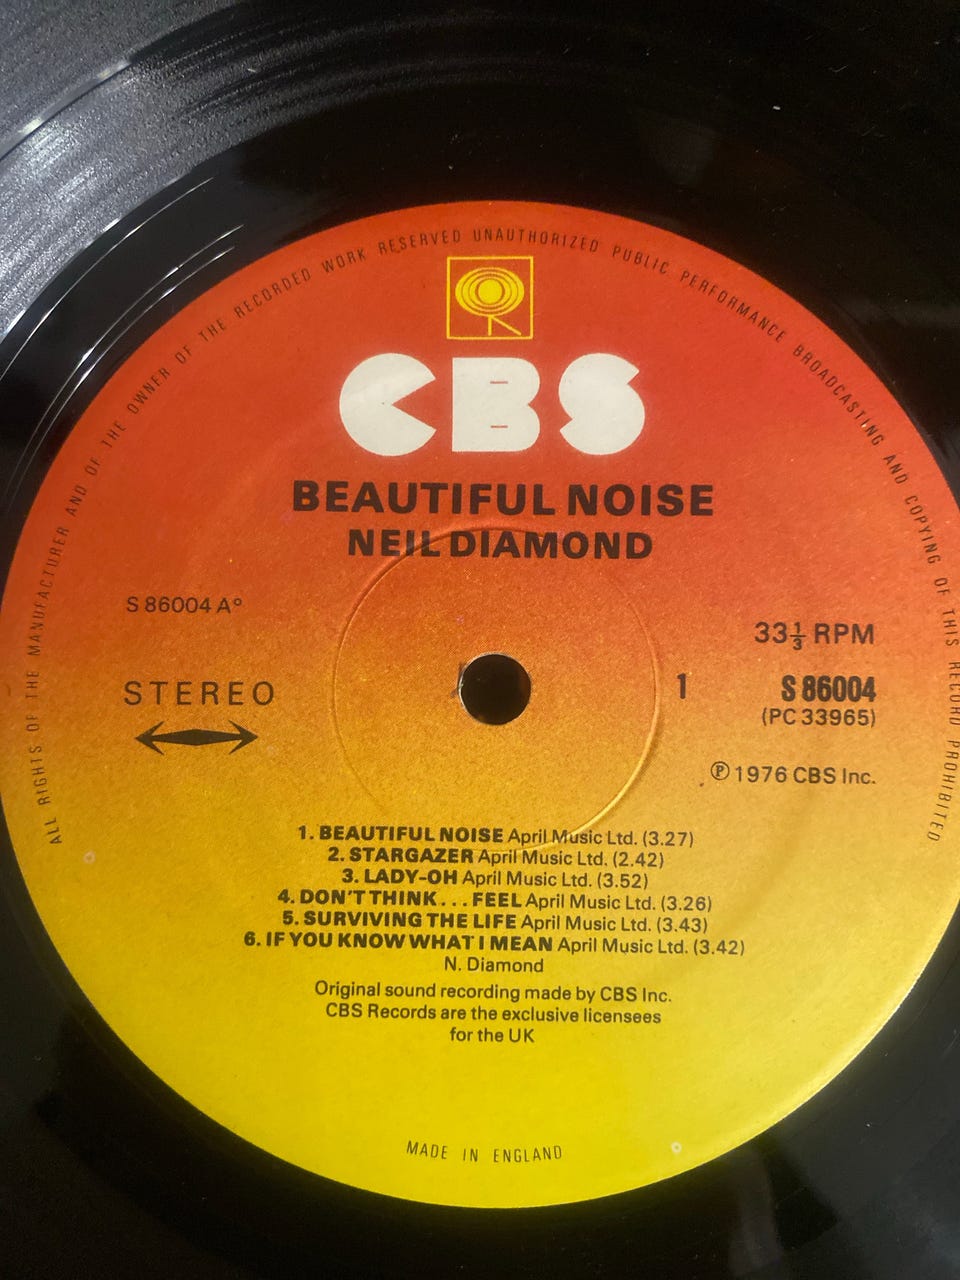 ALL RIGHTS OF THE MANUFACTURER AND OF THE OWNER OF THE RECORDED WORK RESERVED UNAUTHORIZED PUBLIC PERFORMANCE BROADCASTING AND COPYING OF THIS RECORD PROHIBITED
CBS
BEAUTIFUL NOISE
NEIL DIAMOND
S 86004 A°
33⅓ RPM
STEREO
1
S 86004
(PC 33965)
℗ 1976 CBS Inc.
1. BEAUTIFUL NOISE April Music Ltd. (3.27)
2. STARGAZER April Music Ltd. (2.42)
3. LADY-OH April Music Ltd. (3.52)
4. DON'T THINK... FEEL April Music Ltd. (3.26)
5. SURVIVING THE LIFE April Music Ltd. (3.43)
6. IF YOU KNOW WHAT I MEAN April Music Ltd. (3.42)
N. Diamond
Original sound recording made by CBS Inc.
CBS Records are the exclusive licensees
for the UK
MADE IN ENGLAND